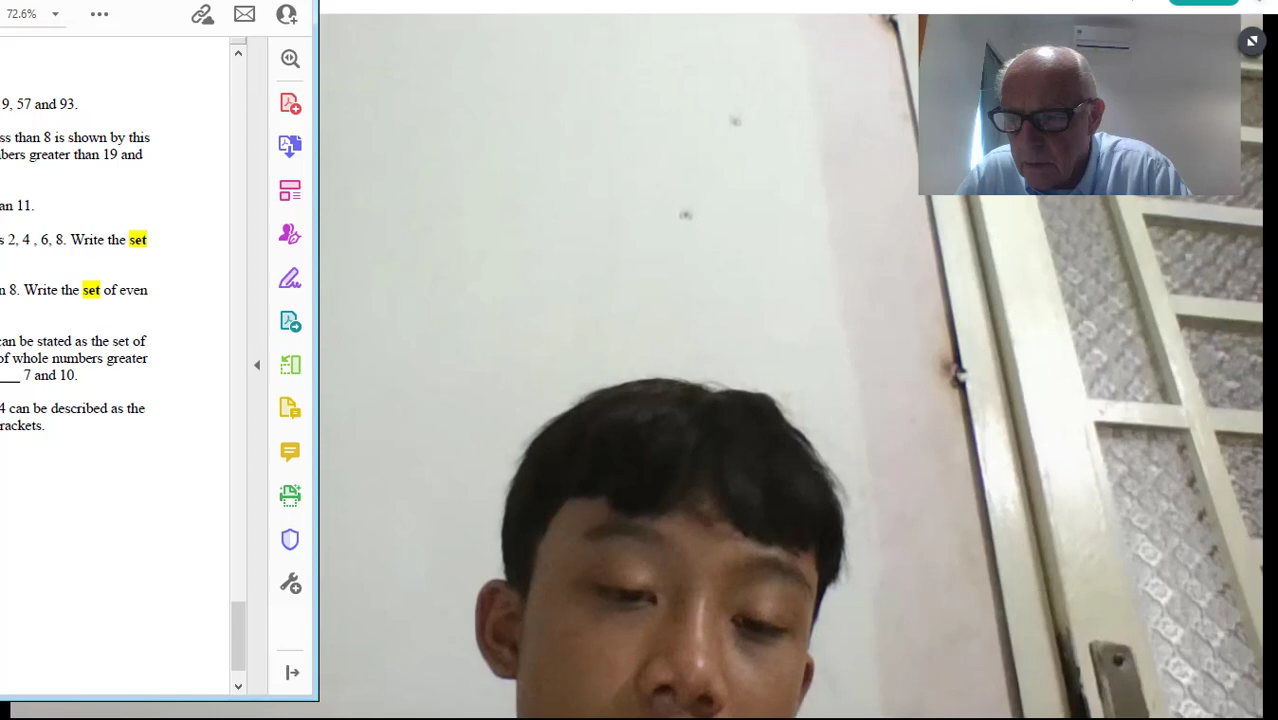 72.6%
9, 57 and 93.
ss than 8 is shown by this
bers greater than 19 and
an 11.
s 2, 4 , 6, 8. Write the set
n 8. Write the set of even
can be stated as the set of
of whole numbers greater
___ 7 and 10.
4 can be described as the
rackets.